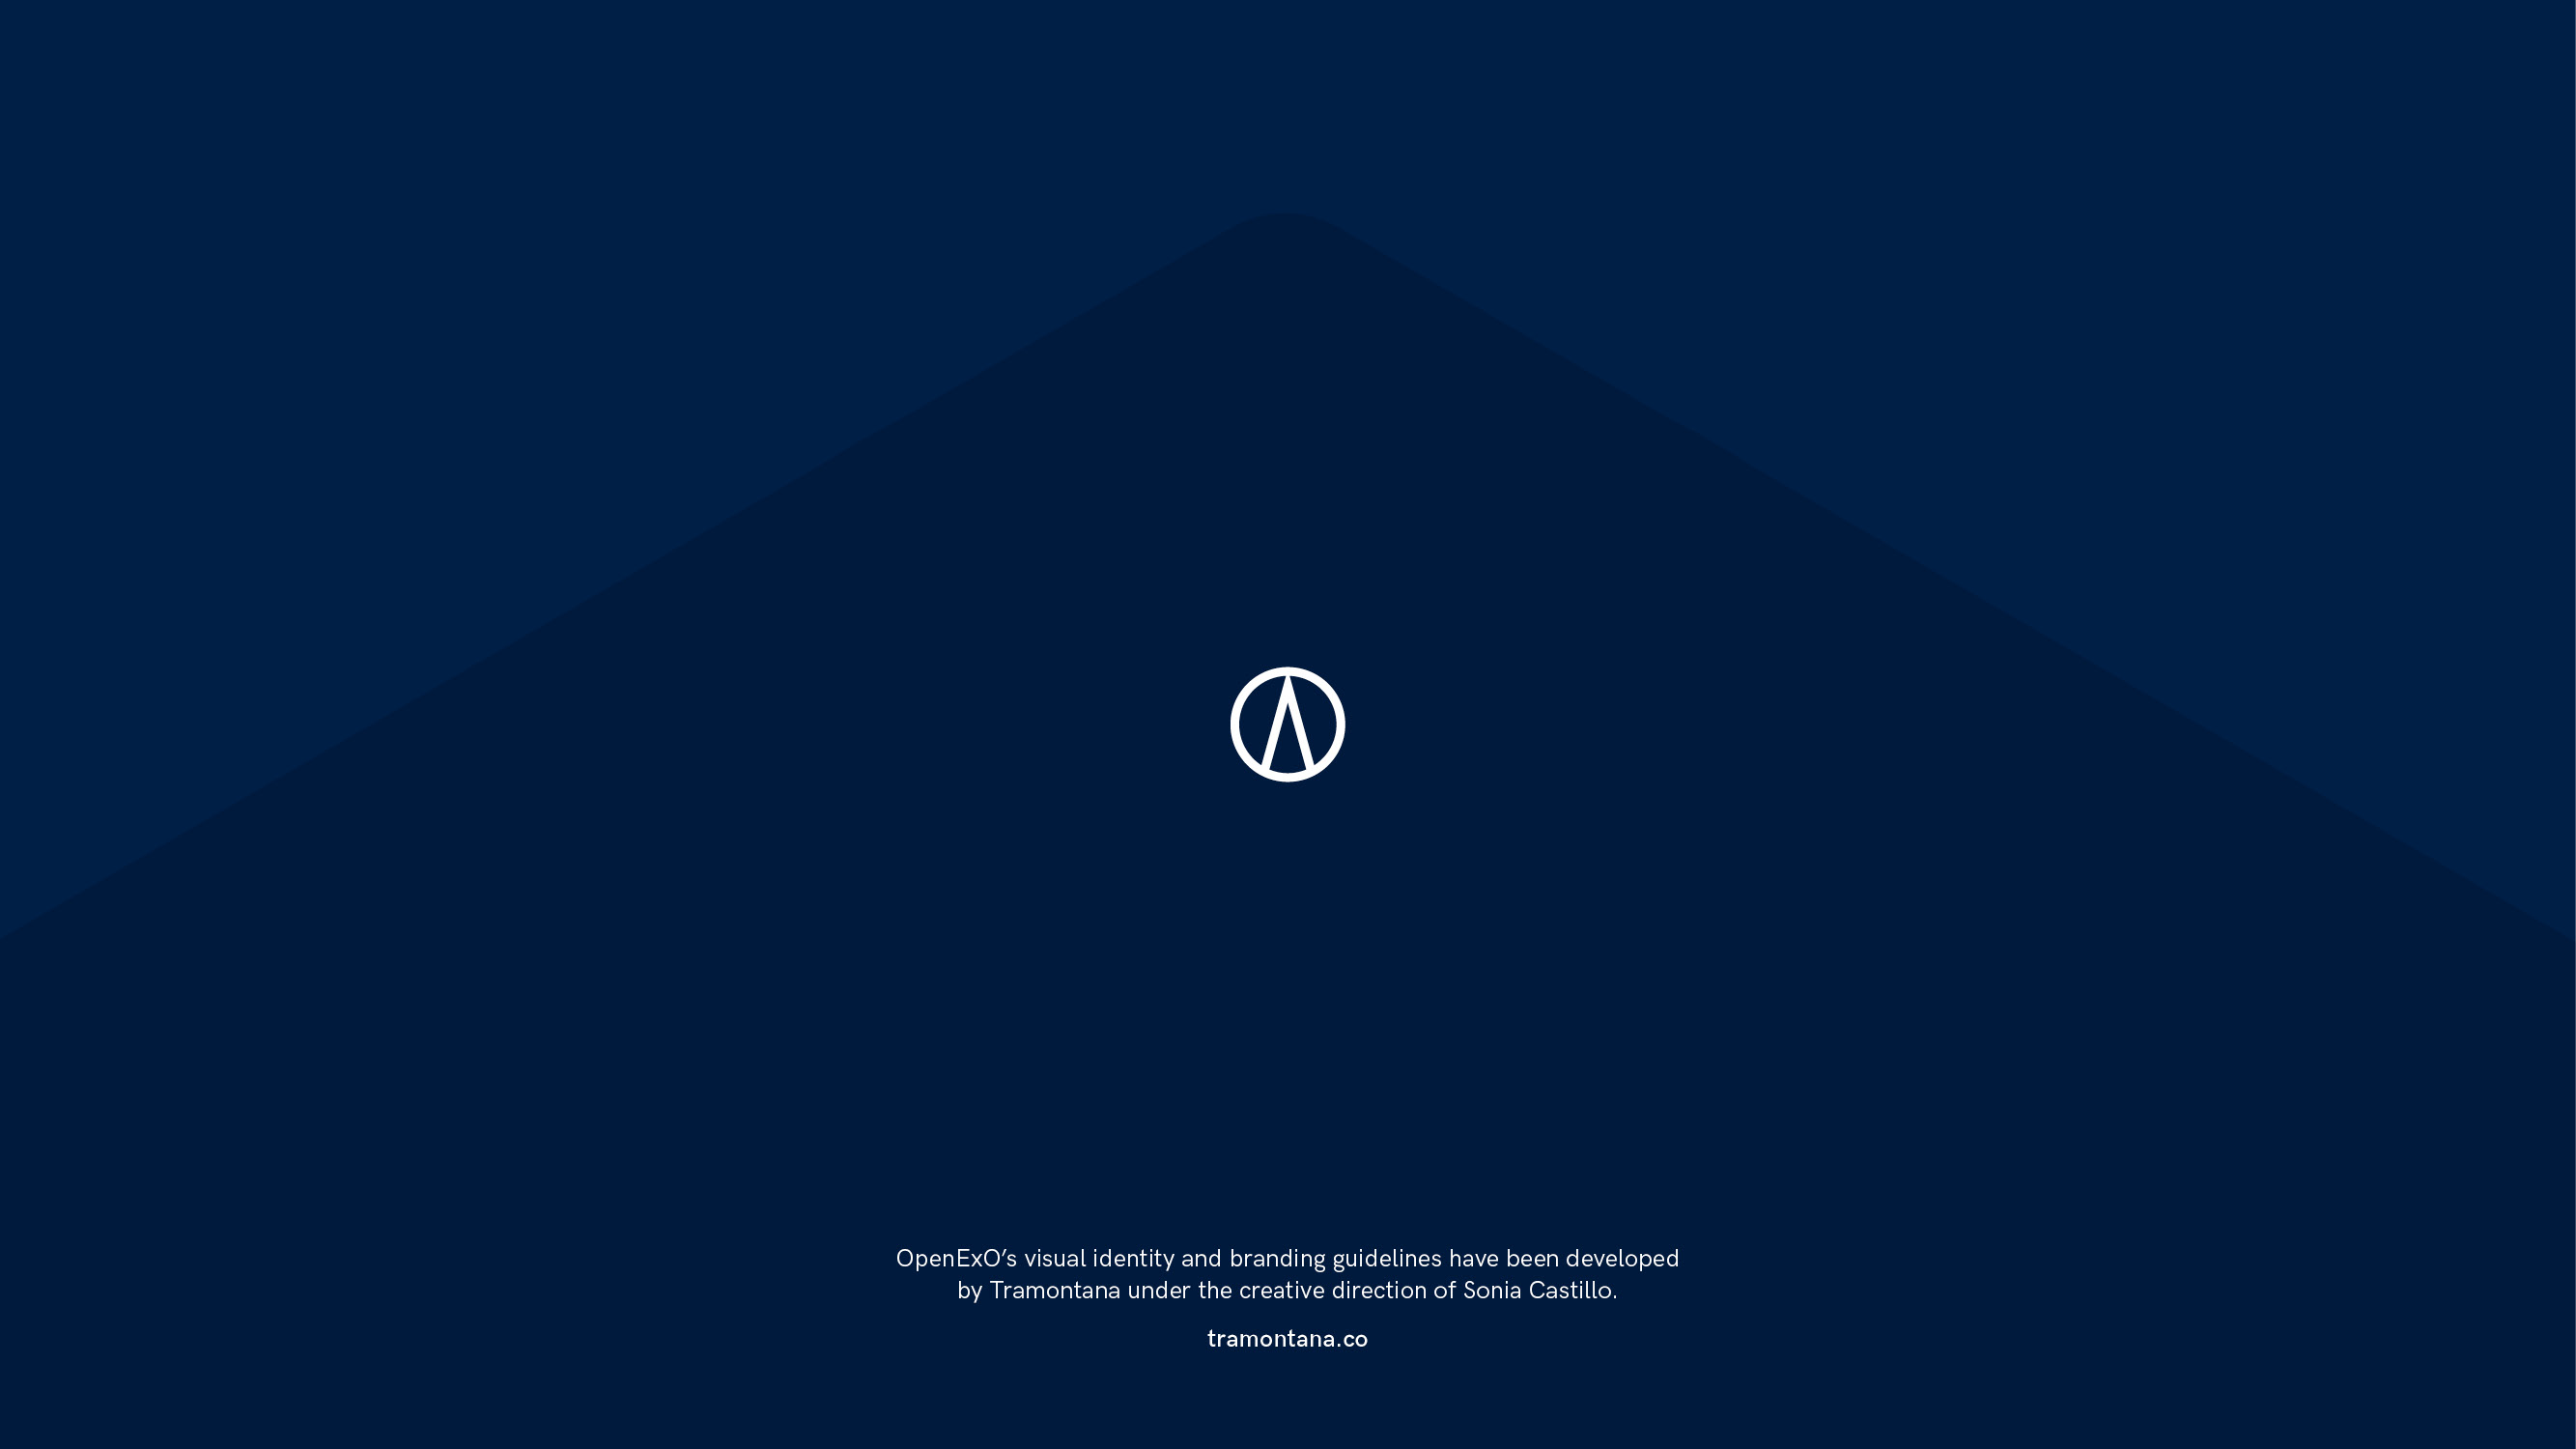 OpenExO’s visual identity and branding guidelines have been developed
by Tramontana under the creative direction of Sonia Castillo.
tramontana.co